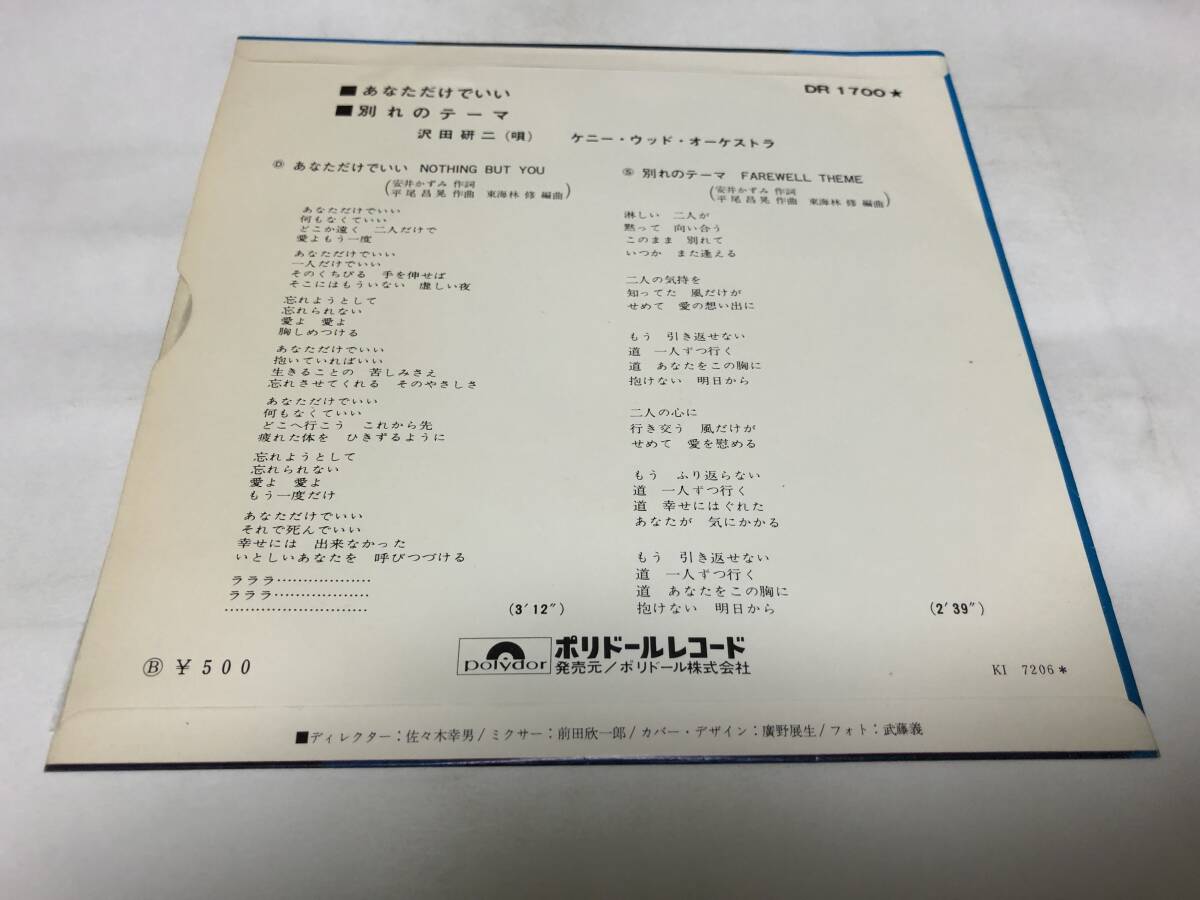 ■あなただけでいい
■別れのテーマ
DR 1700★
沢田研二(唄)　ケニー・ウッド・オーケストラ
Ⓓ あなただけでいい NOTHING BUT YOU
(安井かずみ 作詞
平尾昌晃 作曲　東海林 修 編曲)
あなただけでいい
何もなくていい
どこか遠く　二人だけで
愛よもう一度
あなただけでいい
一人だけでいい
そのくちびる　手を伸せば
そこにはもういない　虚しい夜
忘れようとして
忘れられない
愛よ　愛よ
胸しめつける
あなただけでいい
抱いていればいい
生きることの　苦しみさえ
忘れさせてくれる　そのやさしさ
あなただけでいい
何もなくていい
どこへ行こう　これから先
疲れた体を　ひきずるように
忘れようとして
忘れられない
愛よ　愛よ
もう一度だけ
あなただけでいい
それで死んでいい
幸せには　出来なかった
いとしいあなたを　呼びつづける
ラララ………………
ラララ………………
………………………
(3′12″)
Ⓢ 別れのテーマ FAREWELL THEME
(安井かずみ 作詞
平尾昌晃 作曲　東海林 修 編曲)
淋しい　二人が
黙って　向い合う
このまま　別れて
いつか　また逢える
二人の気持を
知ってた　風だけが
せめて　愛の想い出に
もう　引き返せない
道　一人ずつ行く
道　あなたをこの胸に
抱けない　明日から
二人の心に
行き交う　風だけが
せめて　愛を慰める
もう　ふり返らない
道　一人ずつ行く
道　幸せにはぐれた
あなたが　気にかかる
もう　引き返せない
道　一人ずつ行く
道　あなたをこの胸に
抱けない　明日から
(2′39″)
Ⓑ ￥500
polydor
ポリドールレコード
発売元/ポリドール株式会社
KI 7206*
■ディレクター:佐々木幸男/ミクサー:前田欣一郎/カバー・デザイン:廣野展生/フォト:武藤義